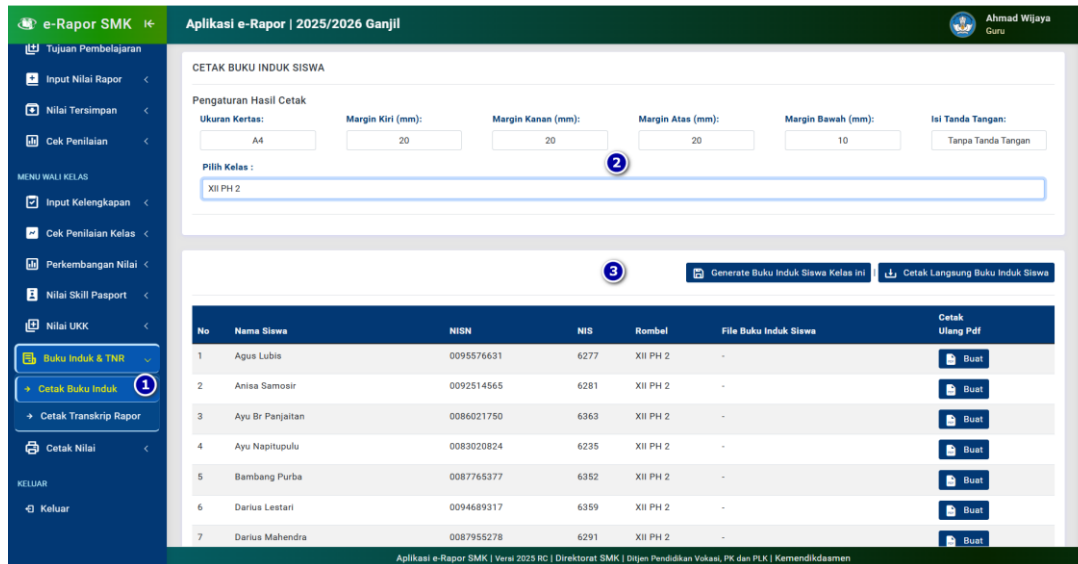 e-Rapor SMK
Aplikasi e-Rapor | 2025/2026 Ganjil
Ahmad Wijaya
Guru
Tujuan Pembelajaran
Input Nilai Rapor
Nilai Tersimpan
Cek Penilaian
MENU WALI KELAS
Input Kelengkapan
Cek Penilaian Kelas
Perkembangan Nilai
Nilai Skill Pasport
Nilai UKK
Buku Induk & TNR
Cetak Buku Induk
1
Cetak Transkrip Rapor
Cetak Nilai
KELUAR
Keluar
CETAK BUKU INDUK SISWA
Pengaturan Hasil Cetak
Ukuran Kertas: Margin Kiri (mm): Margin Kanan (mm): Margin Atas (mm): Margin Bawah (mm): Isi Tanda Tangan:
A4 20 20 20 10 Tanpa Tanda Tangan
2
Pilih Kelas :
XII PH 2
3
Generate Buku Induk Siswa Kelas ini | Cetak Langsung Buku Induk Siswa
No Nama Siswa NISN NIS Rombel File Buku Induk Siswa Cetak Ulang Pdf
1 Agus Lubis 0095576631 6277 XII PH 2 - Buat
2 Anisa Samosir 0092514565 6281 XII PH 2 - Buat
3 Ayu Br Panjaitan 0086021750 6363 XII PH 2 - Buat
4 Ayu Napitupulu 0083020824 6235 XII PH 2 - Buat
5 Bambang Purba 0087765377 6352 XII PH 2 - Buat
6 Darius Lestari 0094689317 6359 XII PH 2 - Buat
7 Darius Mahendra 0087955278 6291 XII PH 2 - Buat
Aplikasi e-Rapor SMK | Versi 2025 RC | Direktorat SMK | Ditjen Pendidikan Vokasi, PK dan PLK | Kemendikdasmen